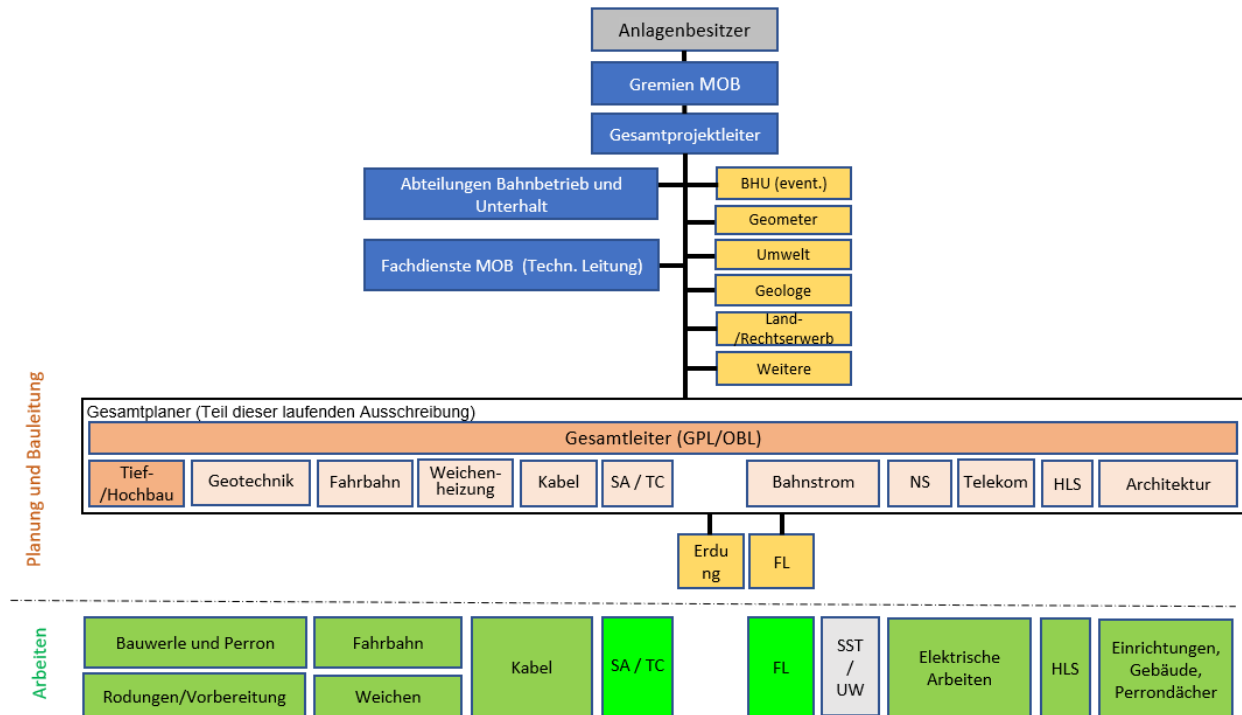 Anlagenbesitzer
Gremien MOB
Gesamtprojektleiter
Abteilungen Bahnbetrieb und
Unterhalt
BHU (event.)
Geometer
Fachdienste MOB (Techn. Leitung)
Umwelt
Geologe
Land-
/Rechtserwerb
Weitere
Planung und Bauleitung
Gesamtplaner (Teil dieser laufenden Ausschreibung)
Gesamtleiter (GPL/OBL)
Tief-
/Hochbau
Geotechnik
Fahrbahn
Weichen-
heizung
Kabel
SA / TC
Bahnstrom
NS
Telekom
HLS
Architektur
Erdu
ng
FL
Arbeiten
Bauwerle und Perron
Rodungen/Vorbereitung
Fahrbahn
Weichen
Kabel
SA / TC
FL
SST
/
UW
Elektrische
Arbeiten
HLS
Einrichtungen,
Gebäude,
Perrondächer